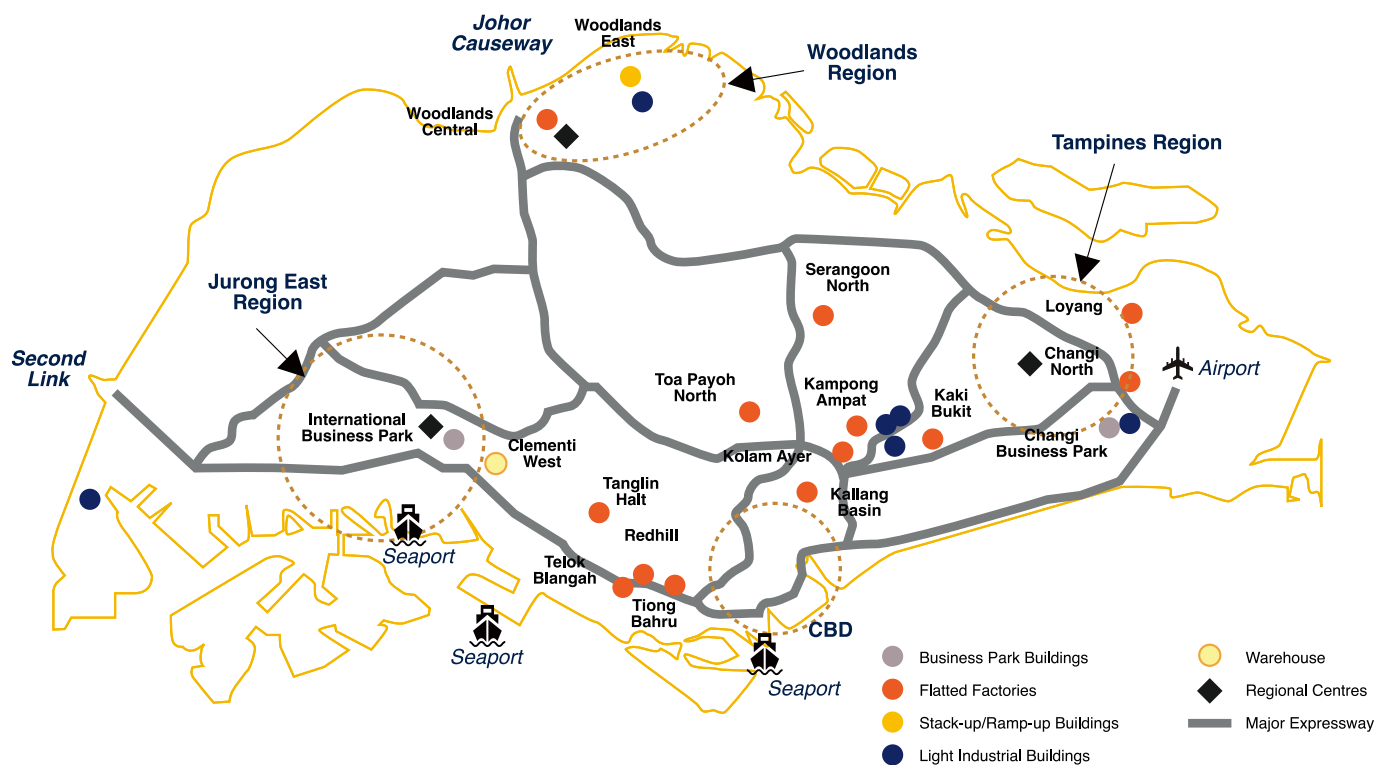 Johor
Causeway
Woodlands
East
Woodlands
Region
Woodlands
Central
Tampines Region
Serangoon
North
Jurong East
Region
Loyang
Second
Link
Changi
North
Airport
Toa Payoh
North
Kampong
Ampat
Kaki
Bukit
International
Business Park
Clementi
West
Kolam Ayer
Changi
Business Park
Tanglin
Halt
Kallang
Basin
Redhill
Seaport
Telok
Blangah
Tiong
Bahru
CBD
Seaport
Seaport
Business Park Buildings
Flatted Factories
Stack-up/Ramp-up Buildings
Light Industrial Buildings
Warehouse
Regional Centres
Major Expressway